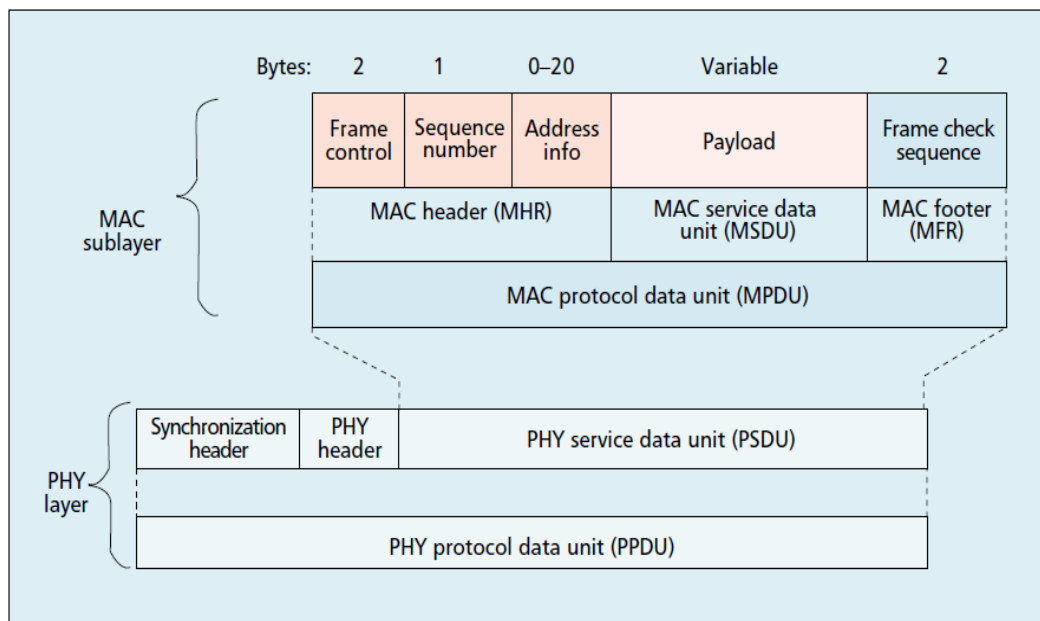 Bytes: 2 1 0–20 Variable 2
Frame control
Sequence number
Address info
Payload
Frame check sequence
MAC sublayer
MAC header (MHR)
MAC service data unit (MSDU)
MAC footer (MFR)
MAC protocol data unit (MPDU)
PHY layer
Synchronization header
PHY header
PHY service data unit (PSDU)
PHY protocol data unit (PPDU)